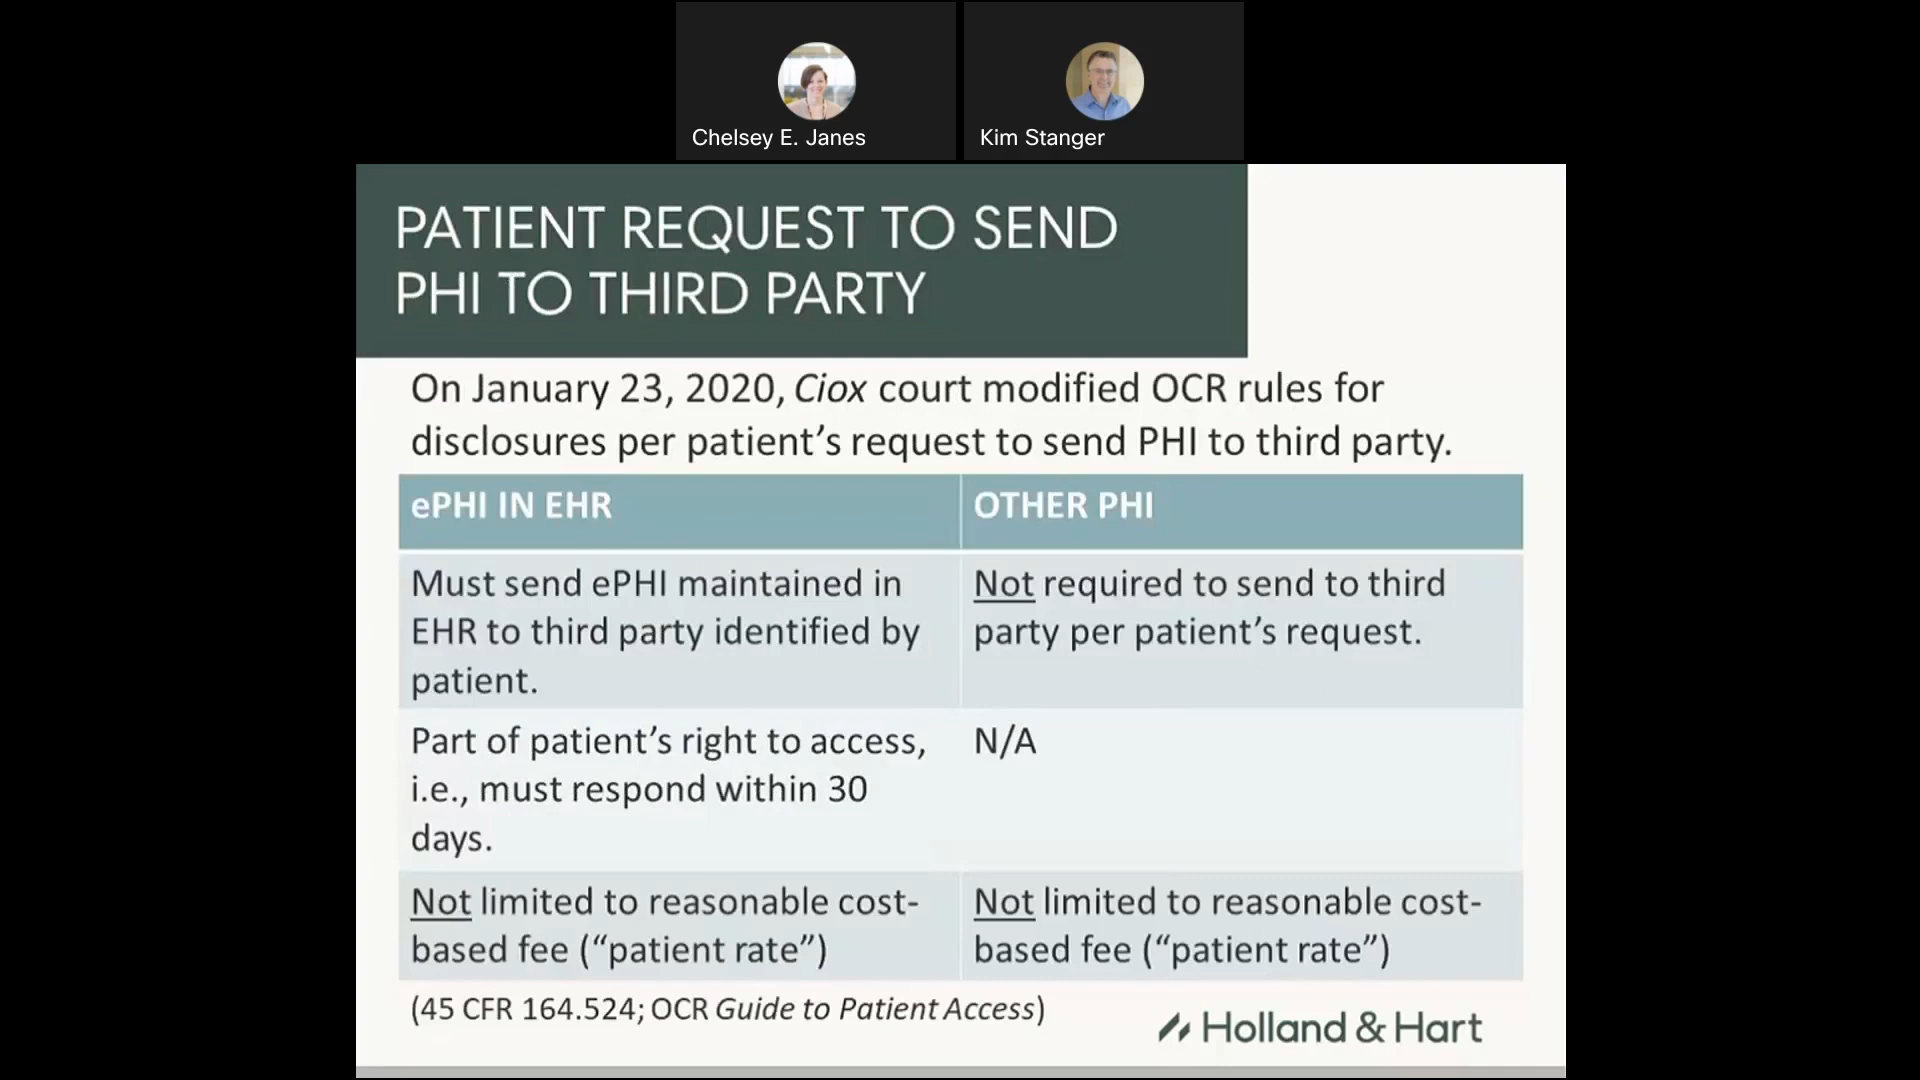 Chelsey E. Janes
Kim Stanger
PATIENT REQUEST TO SEND
PHI TO THIRD PARTY
On January 23, 2020, Ciox court modified OCR rules for
disclosures per patient’s request to send PHI to third party.
ePHI IN EHR
OTHER PHI
Must send ePHI maintained in
EHR to third party identified by
patient.
Not required to send to third
party per patient’s request.
Part of patient’s right to access,
i.e., must respond within 30
days.
N/A
Not limited to reasonable cost-
based fee (“patient rate”)
Not limited to reasonable cost-
based fee (“patient rate”)
(45 CFR 164.524; OCR Guide to Patient Access)
Holland & Hart